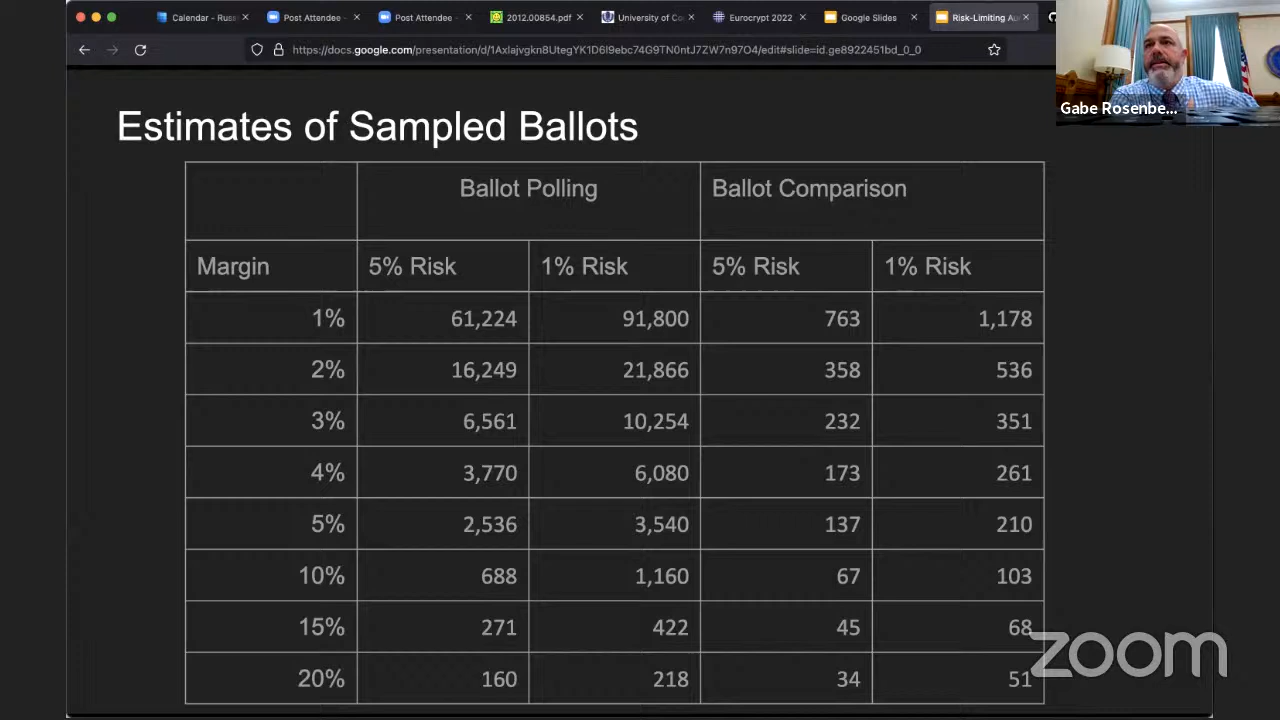 Calendar - Russ
Post Attendee -
Post Attendee -
2012.00854.pdf
University of Co
Eurocrypt 2022
Google Slides
Risk-Limiting Au
https://docs.google.com/presentation/d/1AxIajvgkn8UtegYK1D6l9ebc74G9TN0ntJ7ZW7n97O4/edit#slide=id.ge8922451bd_0_0
Gabe Rosenbe...
Estimates of Sampled Ballots
Ballot Polling Ballot Comparison
Margin 5% Risk 1% Risk 5% Risk 1% Risk
1% 61,224 91,800 763 1,178
2% 16,249 21,866 358 536
3% 6,561 10,254 232 351
4% 3,770 6,080 173 261
5% 2,536 3,540 137 210
10% 688 1,160 67 103
15% 271 422 45 68
20% 160 218 34 51
zoom